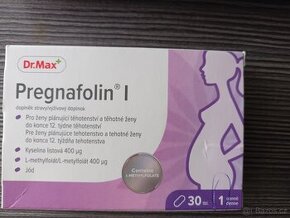 Dr.Max+
Pregnafolin® I
doplněk stravy/výživový doplnok
• Pro ženy plánující těhotenství a těhotné ženy
do konce 12. týdne těhotenství
Pre ženy plánujúce tehotenstvo a tehotné ženy
do konca 12. týždňa tehotenstva
• Kyselina listová 400 µg
• L-methylfolát/L-metylfolát 400 µg
• Jód
Contains
L-METHYLFOLATE
30
1